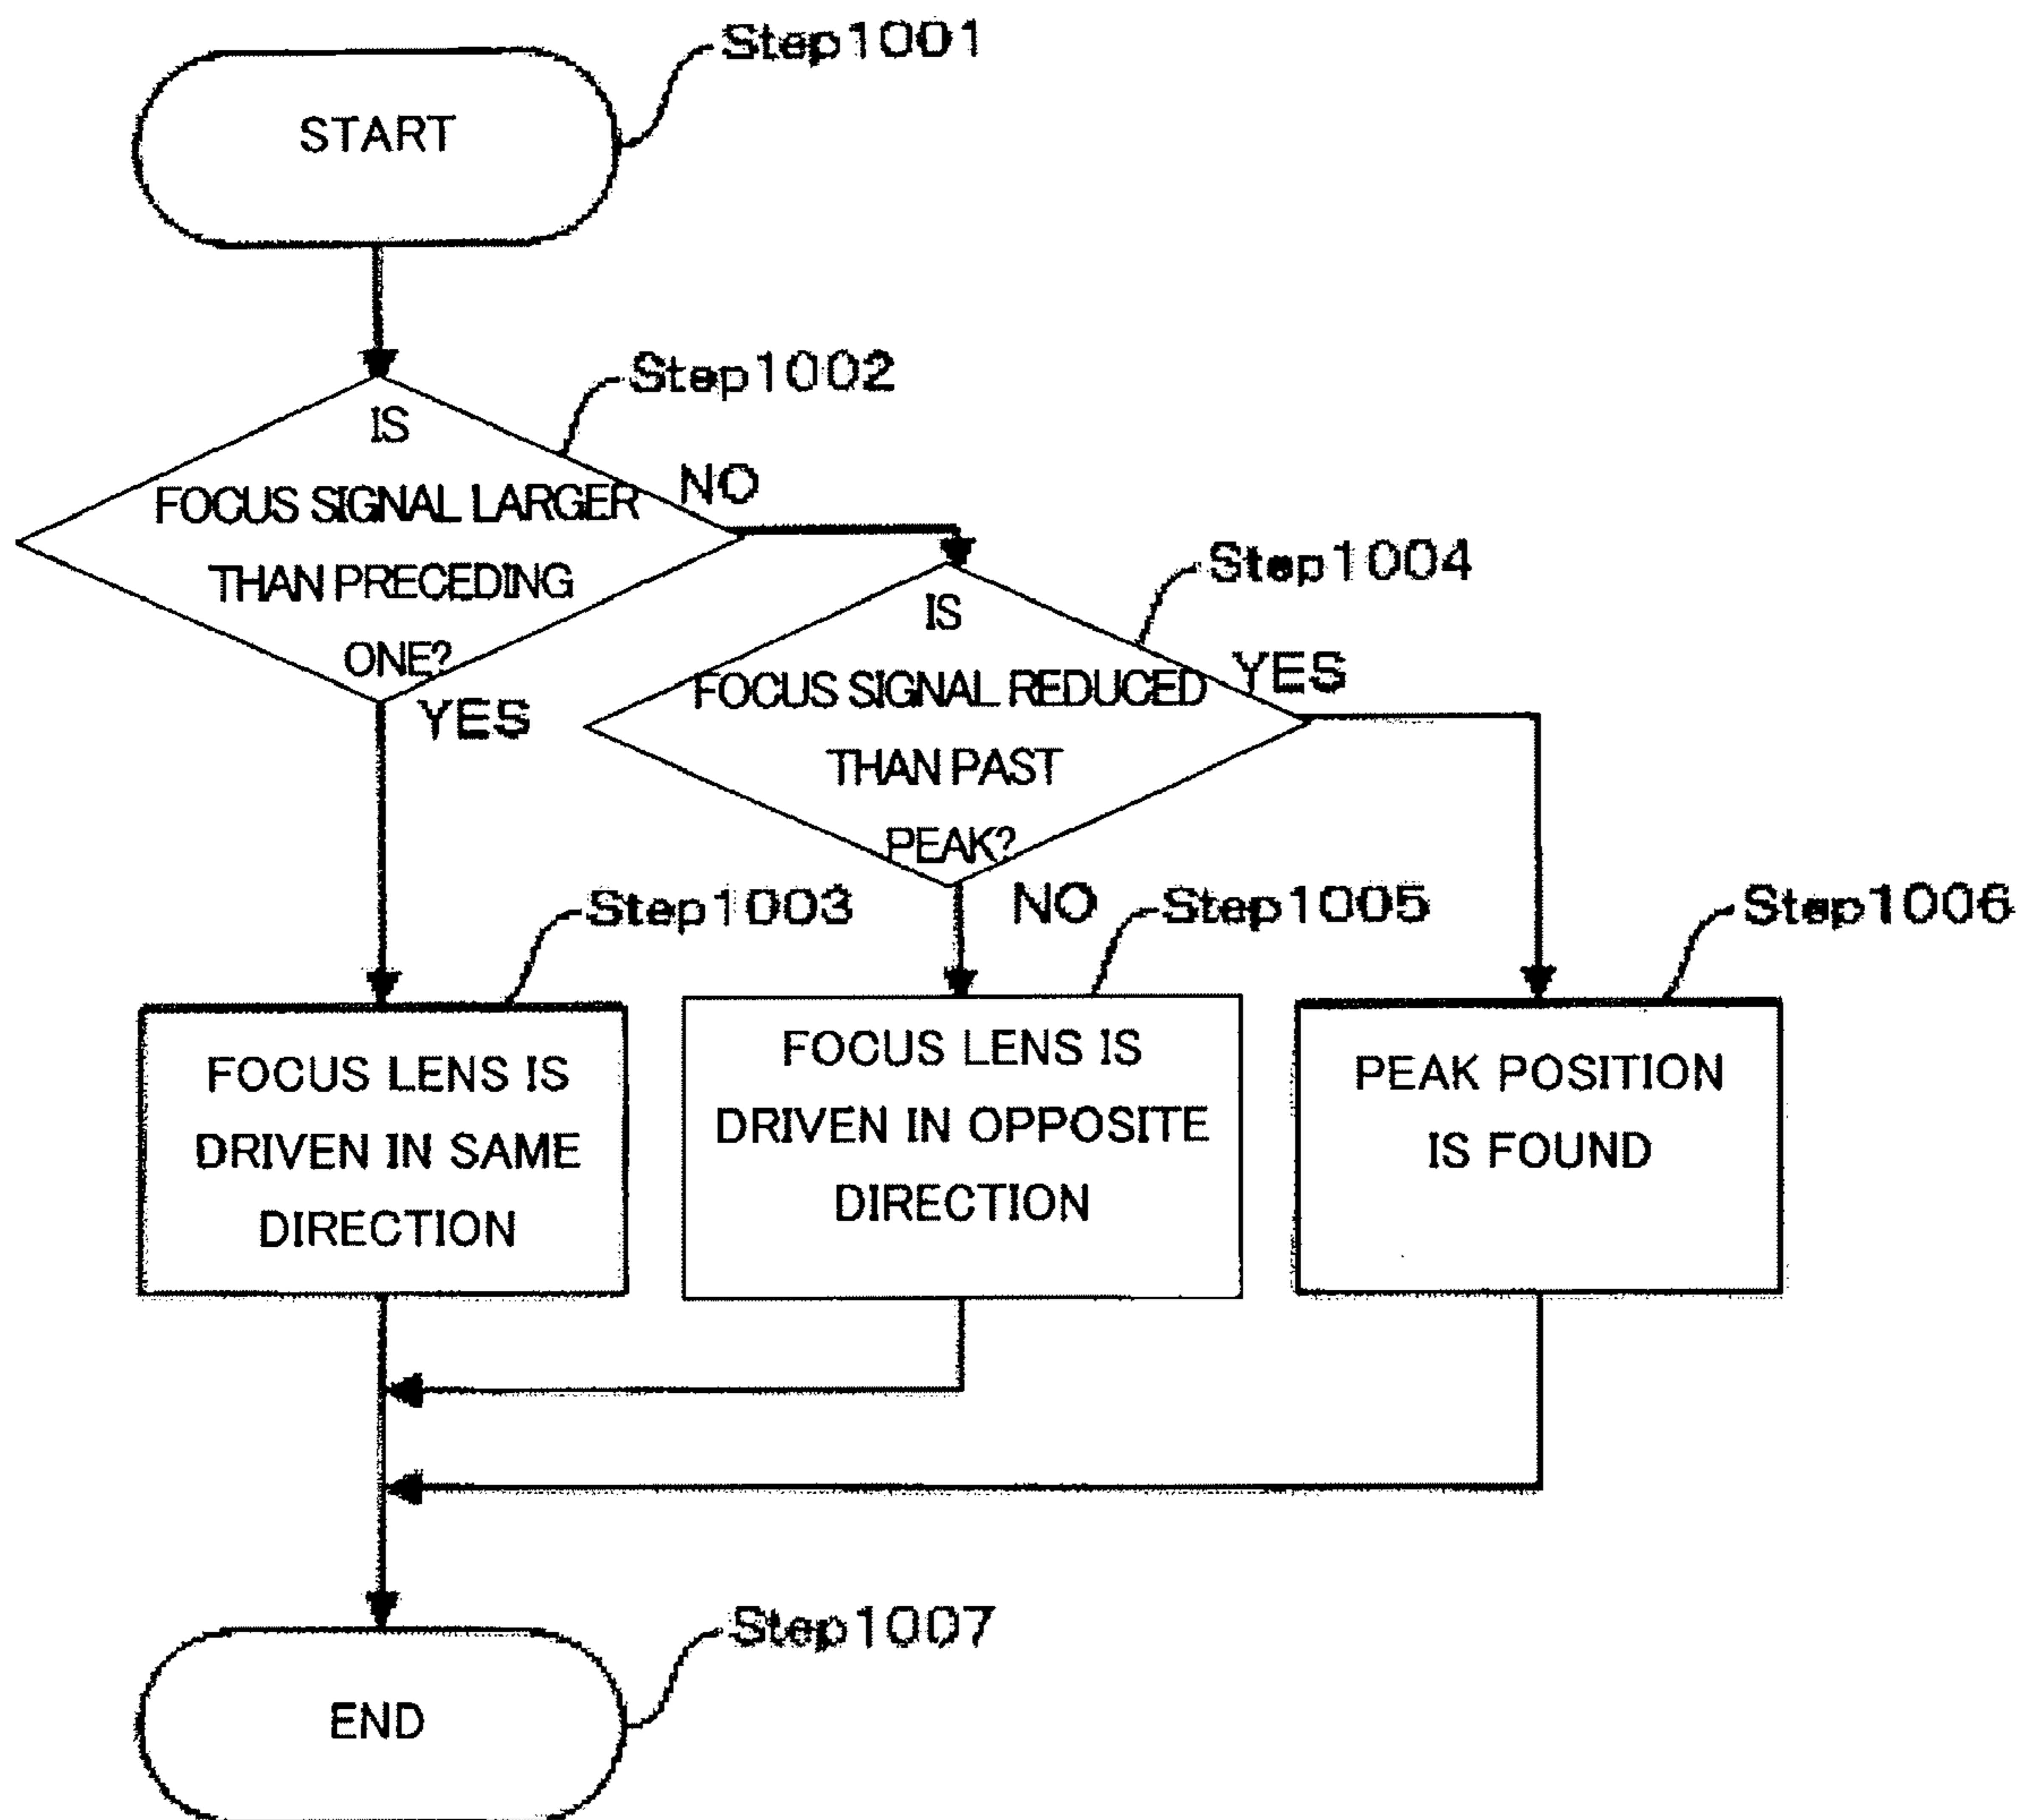 Step1001
START
Step1002
IS
FOCUS SIGNAL LARGER
THAN PRECEDING
ONE?
NO
YES
Step1004
IS
FOCUS SIGNAL REDUCED
THAN PAST
PEAK?
YES
NO
Step1003
FOCUS LENS IS
DRIVEN IN SAME
DIRECTION
Step1005
FOCUS LENS IS
DRIVEN IN OPPOSITE
DIRECTION
Step1006
PEAK POSITION
IS FOUND
Step1007
END